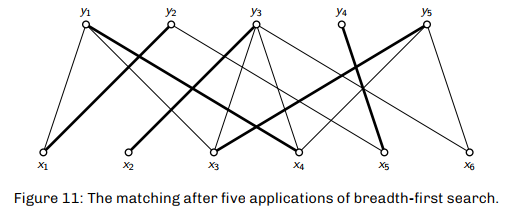 y1 y2 y3 y4 y5
x1 x2 x3 x4 x5 x6
Figure 11: The matching after five applications of breadth-first search.